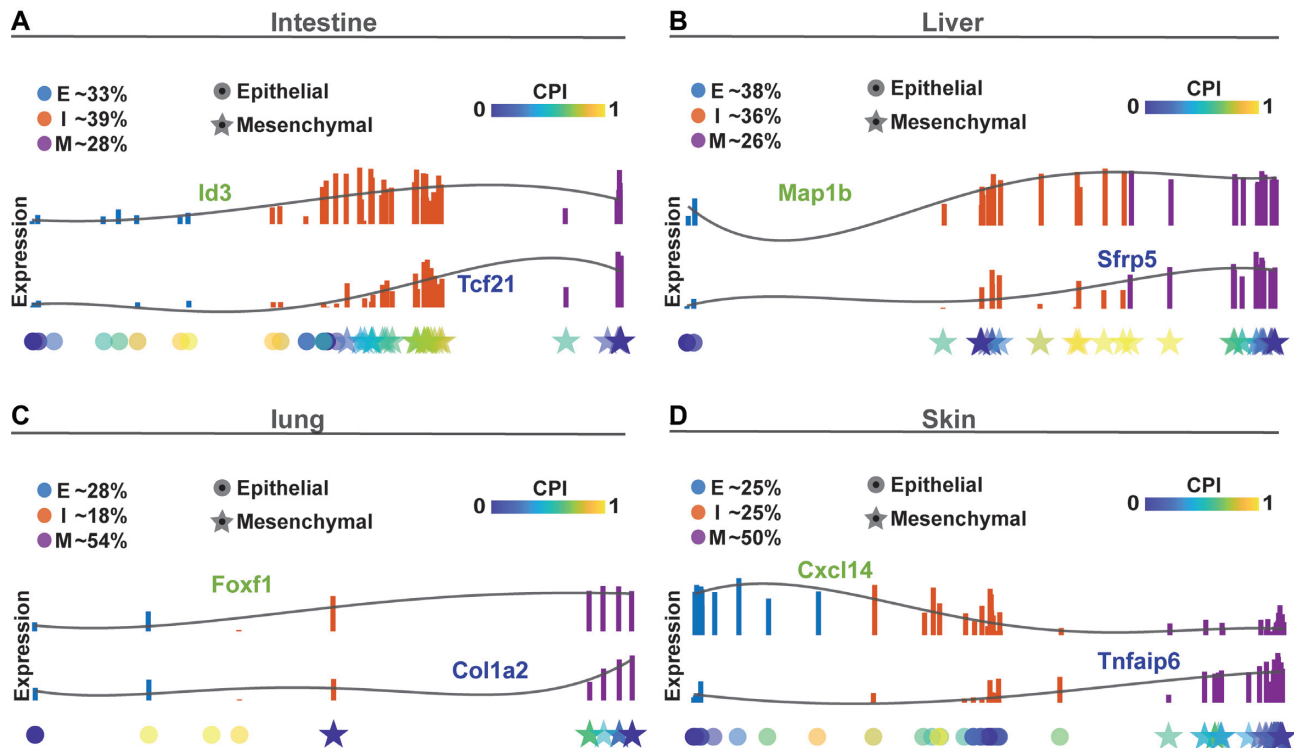 A
Intestine
E ~33%
I ~39%
M ~28%
Epithelial
Mesenchymal
CPI
0 1
Id3
Tcf21
Expression
B
Liver
E ~38%
I ~36%
M ~26%
Epithelial
Mesenchymal
CPI
0 1
Map1b
Sfrp5
Expression
C
lung
E ~28%
I ~18%
M ~54%
Epithelial
Mesenchymal
CPI
0 1
Foxf1
Col1a2
Expression
D
Skin
E ~25%
I ~25%
M ~50%
Epithelial
Mesenchymal
CPI
0 1
Cxcl14
Tnfaip6
Expression